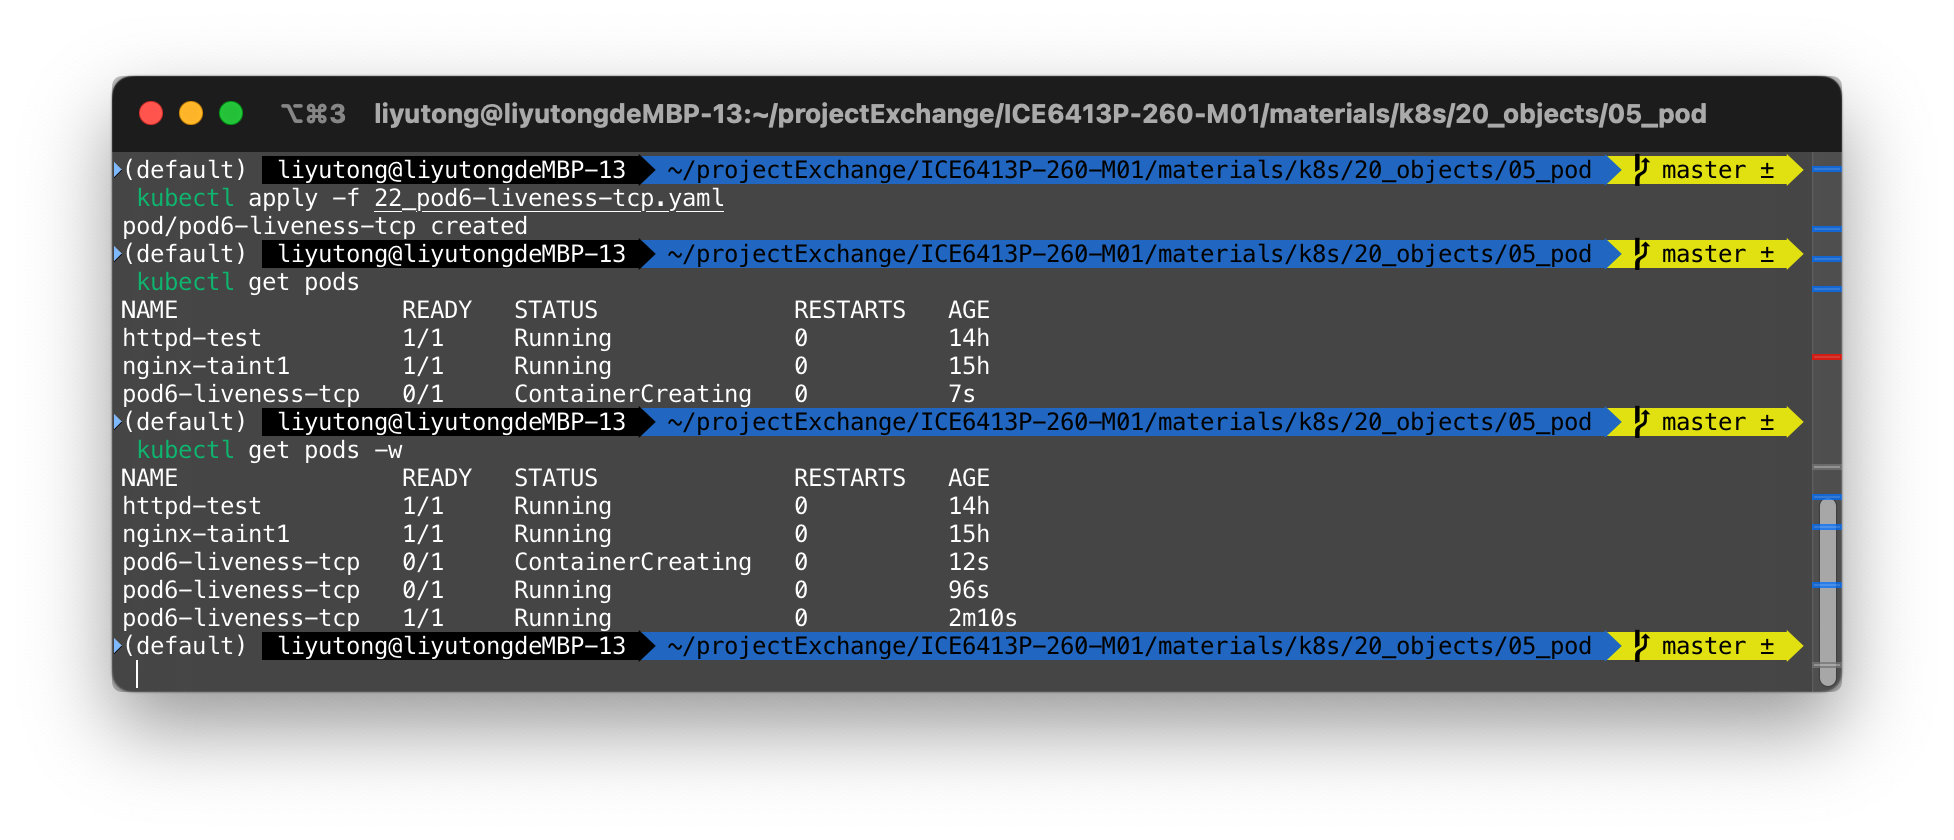 ⌥⌘3 liyutong@liyutongdeMBP-13:~/projectExchange/ICE6413P-260-M01/materials/k8s/20_objects/05_pod
(default) liyutong@liyutongdeMBP-13 ~/projectExchange/ICE6413P-260-M01/materials/k8s/20_objects/05_pod master ±
kubectl apply -f 22_pod6-liveness-tcp.yaml
pod/pod6-liveness-tcp created
(default) liyutong@liyutongdeMBP-13 ~/projectExchange/ICE6413P-260-M01/materials/k8s/20_objects/05_pod master ±
kubectl get pods
NAME READY STATUS RESTARTS AGE
httpd-test 1/1 Running 0 14h
nginx-taint1 1/1 Running 0 15h
pod6-liveness-tcp 0/1 ContainerCreating 0 7s
(default) liyutong@liyutongdeMBP-13 ~/projectExchange/ICE6413P-260-M01/materials/k8s/20_objects/05_pod master ±
kubectl get pods -w
NAME READY STATUS RESTARTS AGE
httpd-test 1/1 Running 0 14h
nginx-taint1 1/1 Running 0 15h
pod6-liveness-tcp 0/1 ContainerCreating 0 12s
pod6-liveness-tcp 0/1 Running 0 96s
pod6-liveness-tcp 1/1 Running 0 2m10s
(default) liyutong@liyutongdeMBP-13 ~/projectExchange/ICE6413P-260-M01/materials/k8s/20_objects/05_pod master ±